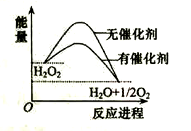 能量
无催化剂
有催化剂
H₂O₂
H₂O+1/2O₂
O
反应进程